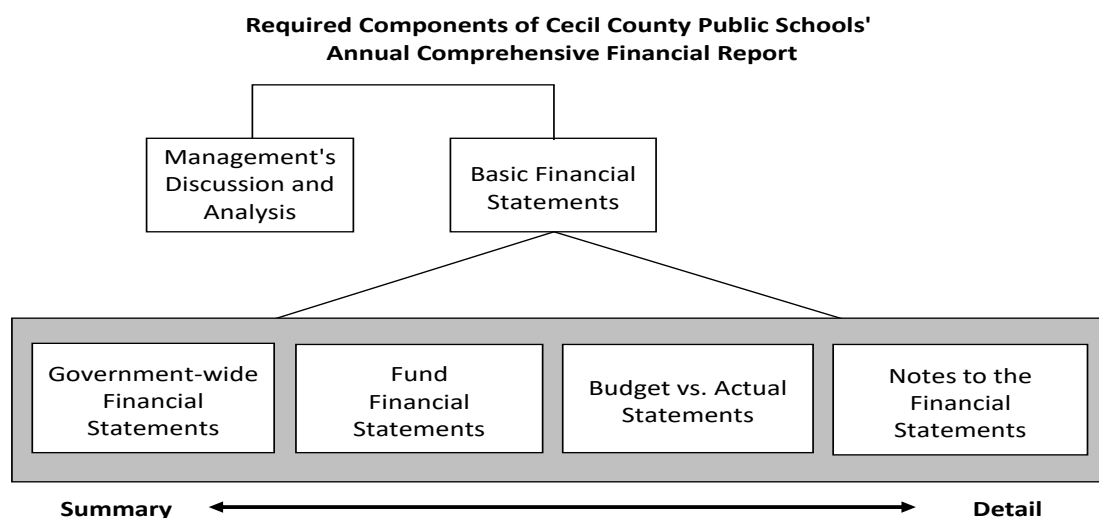 Required Components of Cecil County Public Schools'
Annual Comprehensive Financial Report
Management's
Discussion and
Analysis
Basic Financial
Statements
Government-wide
Financial
Statements
Fund
Financial
Statements
Budget vs. Actual
Statements
Notes to the
Financial
Statements
Summary
Detail